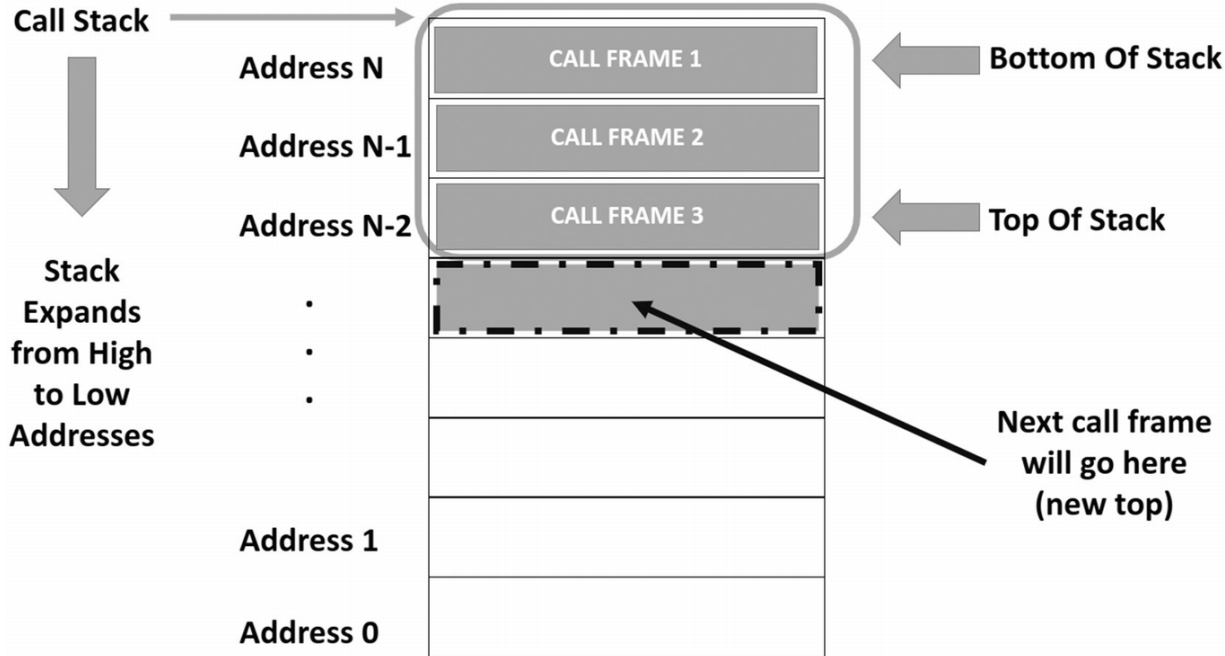 Call Stack
Address N
CALL FRAME 1
Bottom Of Stack
Address N-1
CALL FRAME 2
Address N-2
CALL FRAME 3
Top Of Stack
Stack
Expands
from High
to Low
Addresses
.
.
.
Next call frame
will go here
(new top)
Address 1
Address 0